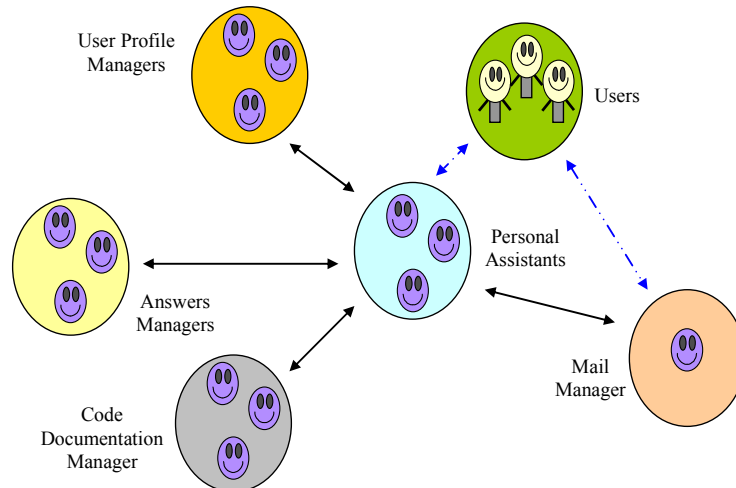 User Profile
Managers
Users
Personal
Assistants
Answers
Managers
Mail
Manager
Code
Documentation
Manager